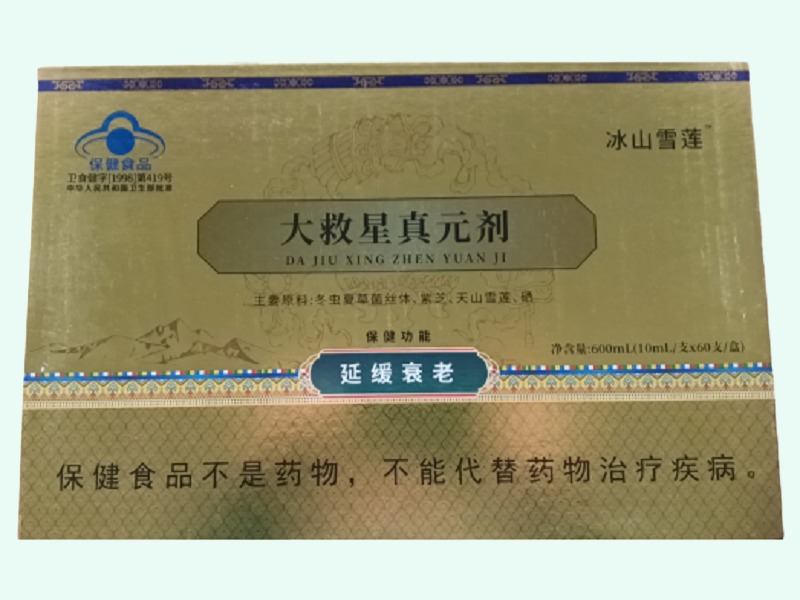 保健食品
卫食健字[1998]第419号
中华人民共和国卫生部批准
冰山雪莲™
大救星真元剂
DA JIU XING ZHEN YUAN JI
主要原料:冬虫夏草菌丝体、紫芝、天山雪莲、硒
保健功能
净含量:600mL(10mL/支x60支/盒)
延缓衰老
保健食品不是药物，不能代替药物治疗疾病。